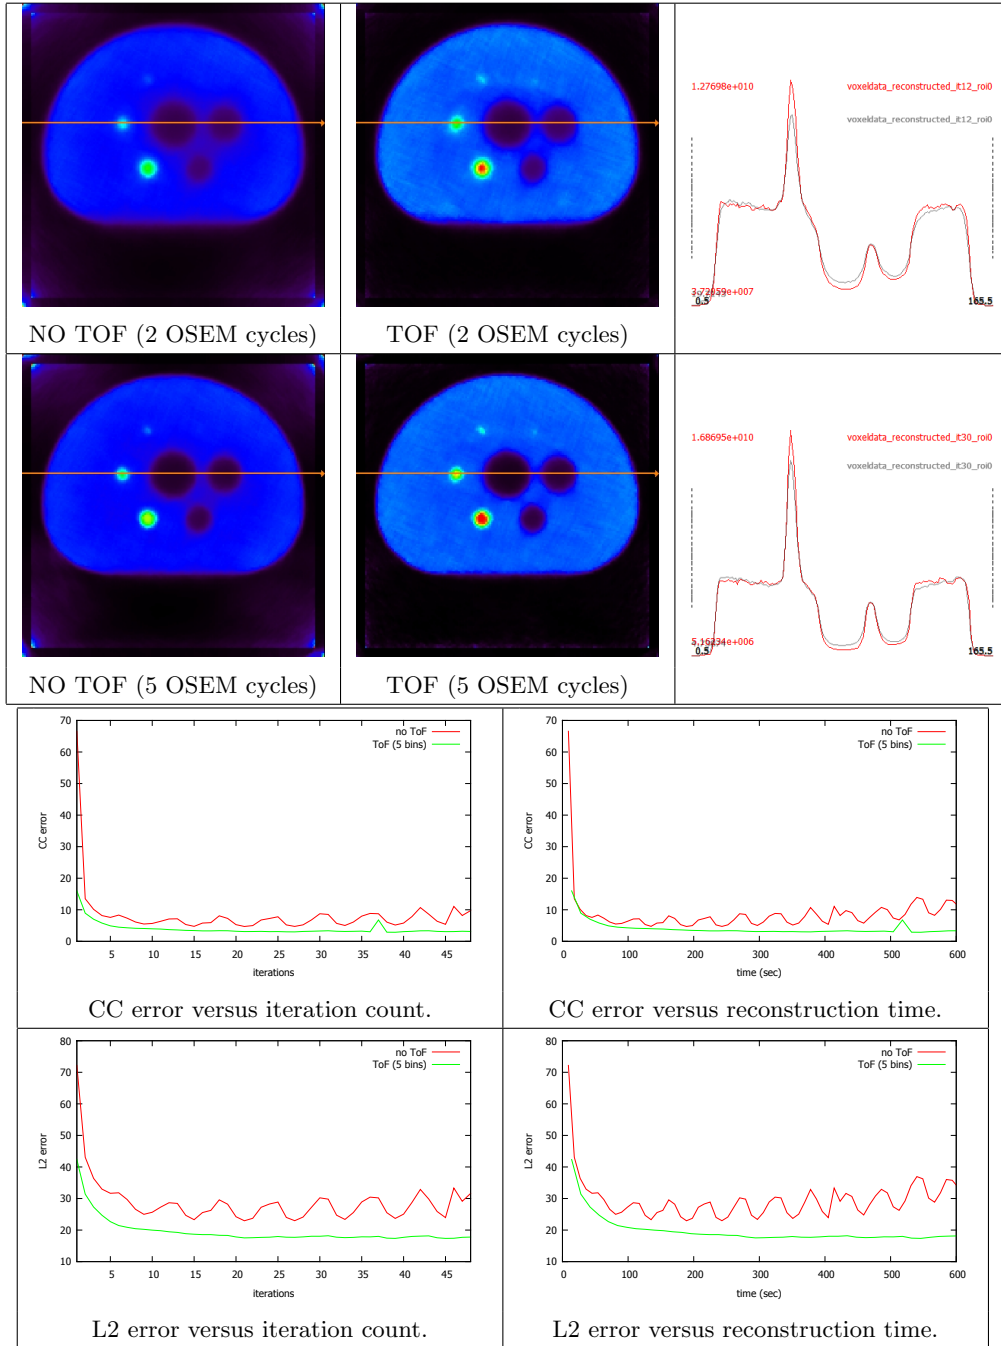 1.27698e+010
voxeldata_reconstructed_it12_roi0
voxeldata_reconstructed_it12_roi0
0.5
165.5
NO TOF (2 OSEM cycles)
TOF (2 OSEM cycles)
1.68695e+010
voxeldata_reconstructed_it30_roi0
voxeldata_reconstructed_it30_roi0
0.5
165.5
NO TOF (5 OSEM cycles)
TOF (5 OSEM cycles)
70
60
50
40
30
20
10
0
CC error
no ToF
ToF (5 bins)
5 10 15 20 25 30 35 40 45
iterations
CC error versus iteration count.
70
60
50
40
30
20
10
0
CC error
no ToF
ToF (5 bins)
0 100 200 300 400 500 600
time (sec)
CC error versus reconstruction time.
80
70
60
50
40
30
20
10
L2 error
no ToF
ToF (5 bins)
5 10 15 20 25 30 35 40 45
iterations
L2 error versus iteration count.
80
70
60
50
40
30
20
10
L2 error
no ToF
ToF (5 bins)
0 100 200 300 400 500 600
time (sec)
L2 error versus reconstruction time.